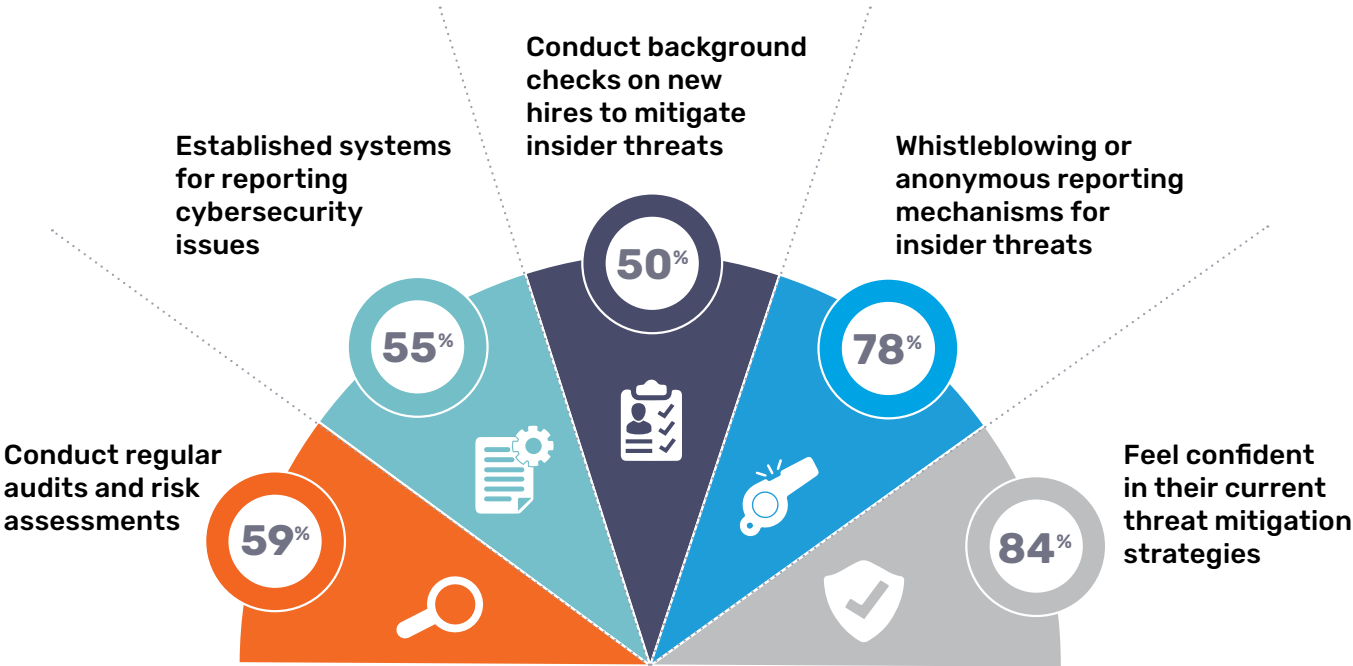 Conduct regular
audits and risk
assessments
59%
Established systems
for reporting
cybersecurity
issues
55%
Conduct background
checks on new
hires to mitigate
insider threats
50%
Whistleblowing or
anonymous reporting
mechanisms for
insider threats
78%
Feel confident
in their current
threat mitigation
strategies
84%